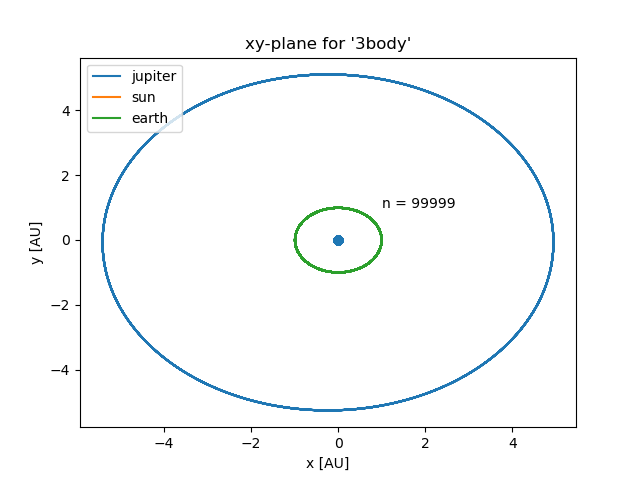 xy-plane for '3body'
jupiter
sun
earth
n = 99999
4
2
0
−2
−4
y [AU]
−4
−2
0
2
4
x [AU]